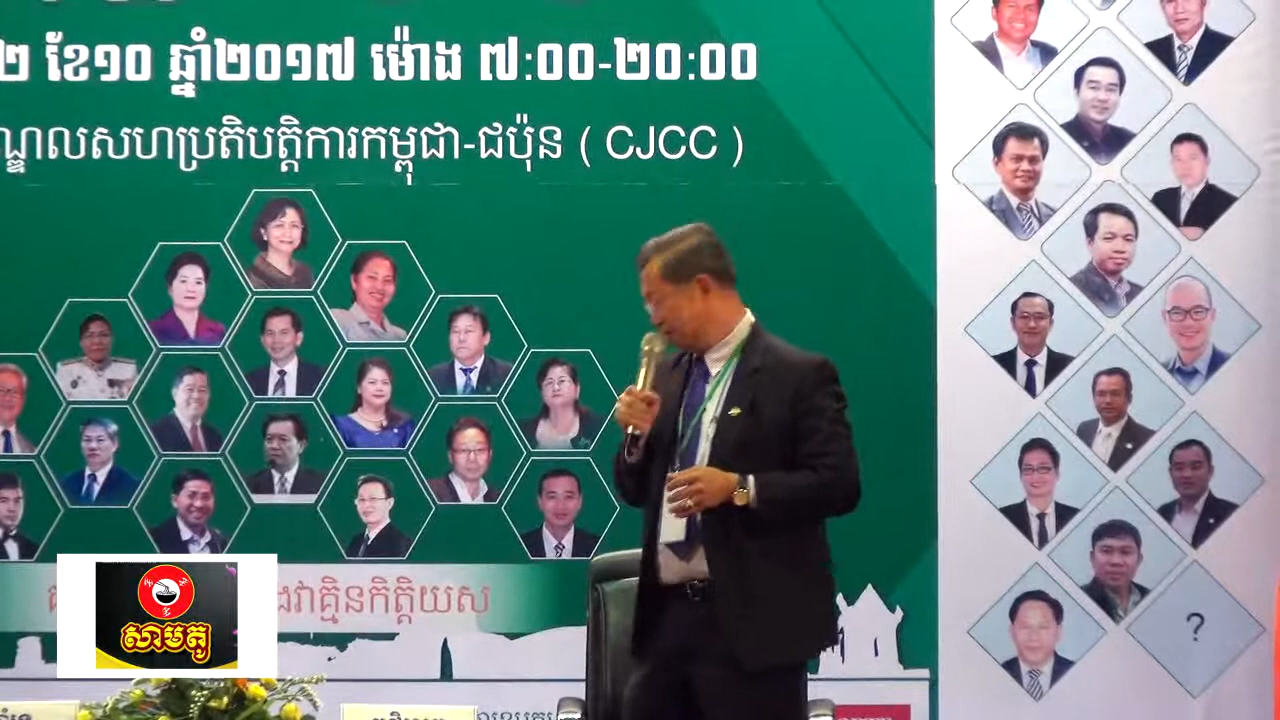 ២ ខែ១០ ឆ្នាំ២០១៧ ម៉ោង ៧:០០-២០:០០
ណ្ឌលសហប្រតិបត្តិការកម្ពុជា-ជប៉ុន ( CJCC )
វាគ្មិនកិត្តិយស
សាមគូ
?